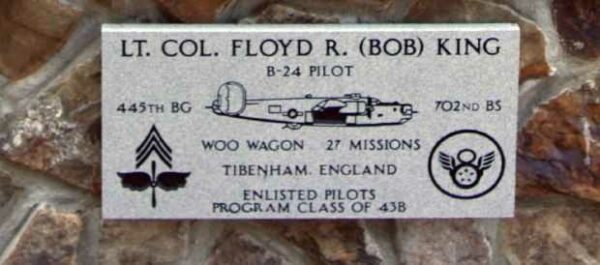 LT. COL. FLOYD R. (BOB) KING
B-24 PILOT
445TH BG 702ND BS
WOO WAGON 27 MISSIONS
TIBENHAM, ENGLAND
ENLISTED PILOTS
PROGRAM CLASS OF 43B
8